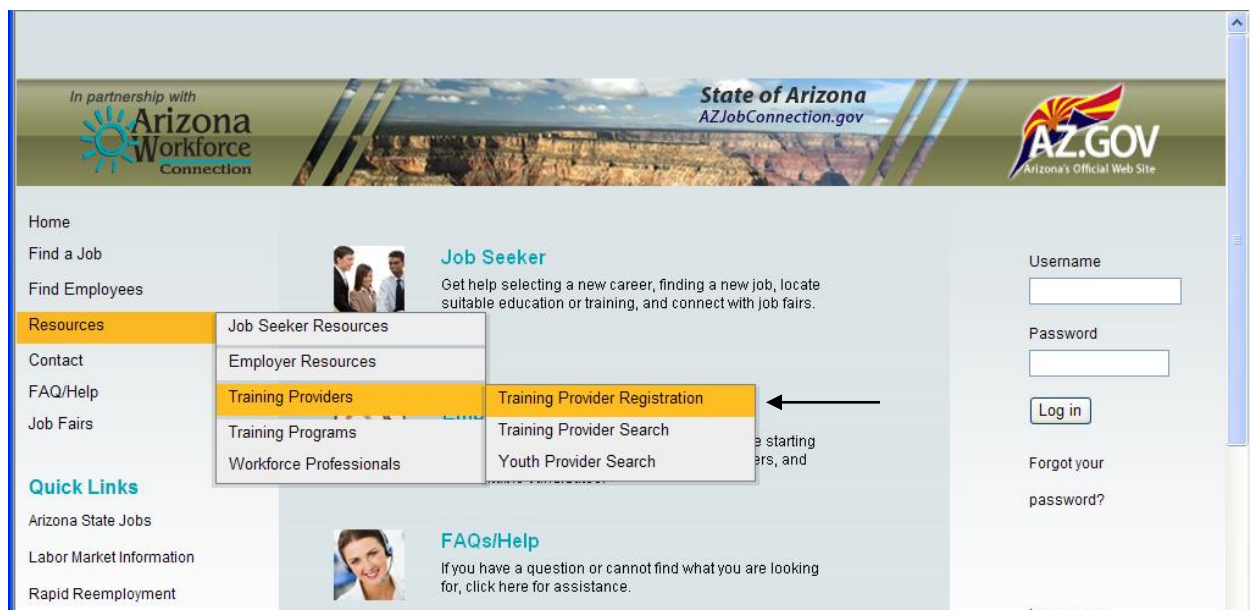 In partnership with
Arizona
Workforce
Connection
State of Arizona
AZJobConnection.gov
AZ.GOV
Arizona's Official Web Site
Home
Find a Job
Find Employees
Resources
Contact
FAQ/Help
Job Fairs
Quick Links
Arizona State Jobs
Labor Market Information
Rapid Reemployment
Job Seeker Resources
Employer Resources
Training Providers
Training Programs
Workforce Professionals
Training Provider Registration
Training Provider Search
Youth Provider Search
Job Seeker
Get help selecting a new career, finding a new job, locate
suitable education or training, and connect with job fairs.
starting
and
FAQs/Help
If you have a question or cannot find what you are looking
for, click here for assistance.
Username
Password
Log in
Forgot your
password?